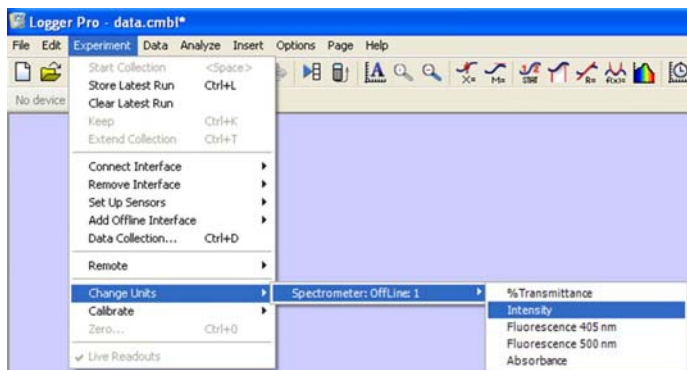 Logger Pro - data.cmbl*
File Edit Experiment Data Analyze Insert Options Page Help
No device
Start Collection <Space>
Store Latest Run Ctrl+L
Clear Latest Run
Keep Ctrl+K
Extend Collection Ctrl+T
Connect Interface
Remove Interface
Set Up Sensors
Add Offline Interface
Data Collection... Ctrl+D
Remote
Change Units
Calibrate
Zero... Ctrl+0
Live Readouts
Spectrometer: OffLine: 1
%Transmittance
Intensity
Fluorescence 405 nm
Fluorescence 500 nm
Absorbance